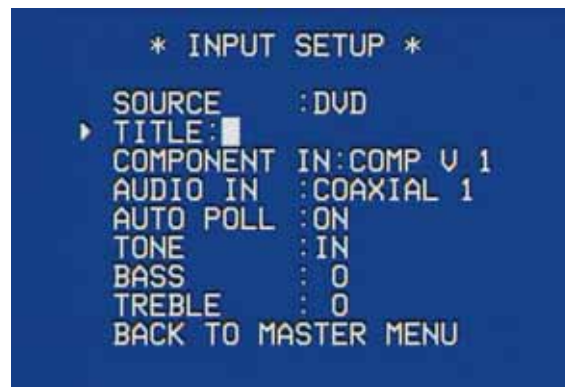 * INPUT SETUP *
SOURCE :DVD
TITLE:
COMPONENT IN:COMP V 1
AUDIO IN :COAXIAL 1
AUTO POLL :ON
TONE :IN
BASS : 0
TREBLE : 0
BACK TO MASTER MENU